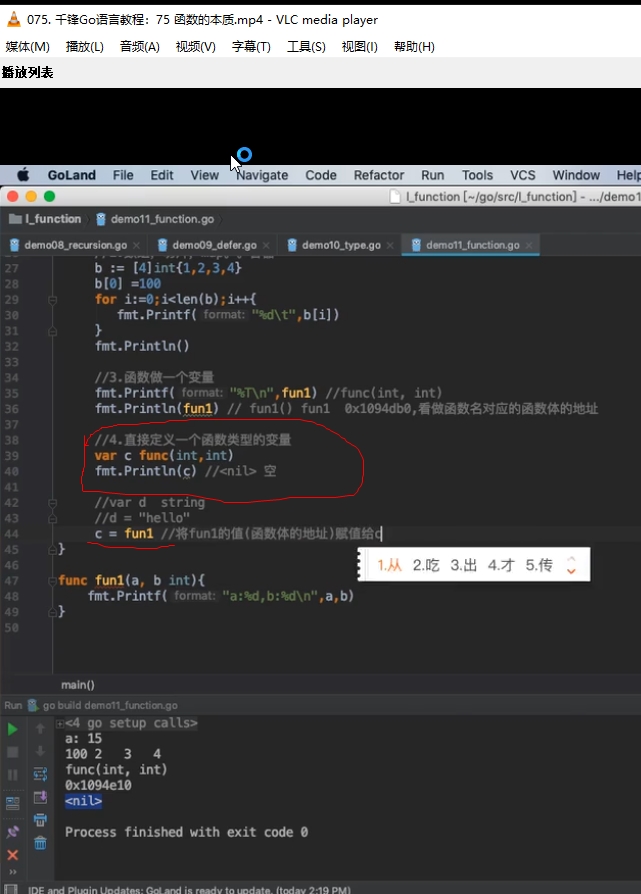 075. 千锋Go语言教程：75 函数的本质.mp4 - VLC media player
媒体(M) 播放(L) 音频(A) 视频(V) 字幕(T) 工具(S) 视图(I) 帮助(H)
播放列表
GoLand File Edit View Navigate Code Refactor Run Tools VCS Window Help
l_function [~/go/src/l_function] - .../demo1
l_function demo11_function.go
demo08_recursion.go demo09_defer.go demo10_type.go demo11_function.go
27 b := [4]int{1,2,3,4}
28 b[0] =100
29 for i:=0;i<len(b);i++{
30 fmt.Printf( format: "%d\t",b[i])
31 }
32 fmt.Println()
33
34 //3.函数做一个变量
35 fmt.Printf( format: "%T\n",fun1) //func(int, int)
36 fmt.Println(fun1) // fun1() fun1 0x1094db0,看做函数名对应的函数体的地址
37
38 //4.直接定义一个函数类型的变量
39 var c func(int,int)
40 fmt.Println(c) //<nil> 空
41
42 //var d string
43 //d = "hello"
44 c = fun1 //将fun1的值(函数体的地址)赋值给c
45 }
46
47 func fun1(a, b int){
48 fmt.Printf( format: "a:%d,b:%d\n",a,b)
49 }
50
1.从 2.吃 3.出 4.才 5.传
main()
Run go build demo11_function.go
<4 go setup calls>
a: 15
100 2 3 4
func(int, int)
0x1094e10
<nil>
Process finished with exit code 0
IDE and Plugin Updates: GoLand is ready to update. (today 2:19 PM)